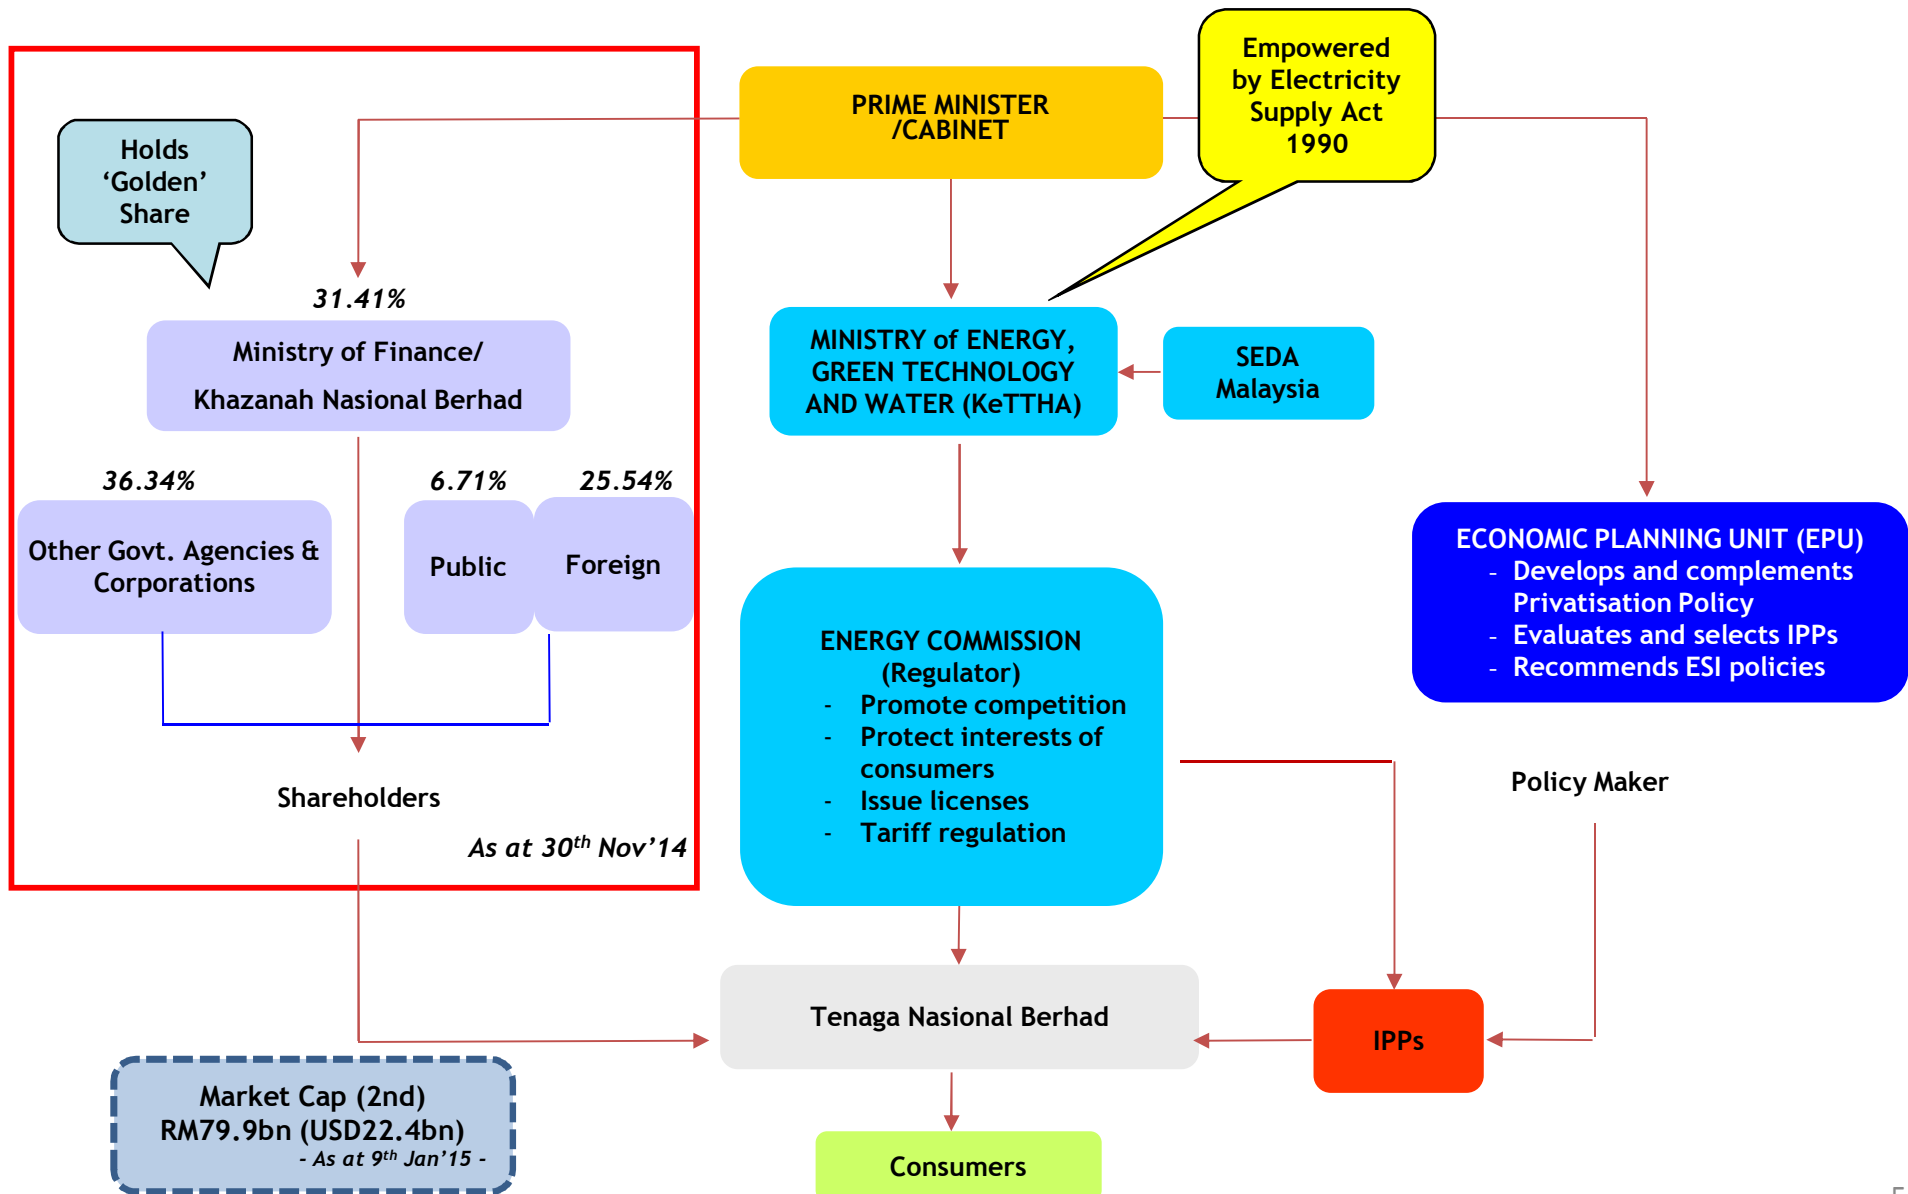 Empowered
by Electricity
Supply Act
1990
PRIME MINISTER
/CABINET
Holds
‘Golden’
Share
31.41%
Ministry of Finance/
Khazanah Nasional Berhad
MINISTRY of ENERGY,
GREEN TECHNOLOGY
AND WATER (KeTTHA)
SEDA
Malaysia
36.34%
6.71%
25.54%
Other Govt. Agencies &
Corporations
Public
Foreign
ECONOMIC PLANNING UNIT (EPU)
- Develops and complements
Privatisation Policy
- Evaluates and selects IPPs
- Recommends ESI policies
ENERGY COMMISSION
(Regulator)
- Promote competition
- Protect interests of
consumers
- Issue licenses
- Tariff regulation
Shareholders
As at 30th Nov’14
Policy Maker
Tenaga Nasional Berhad
IPPs
Market Cap (2nd)
RM79.9bn (USD22.4bn)
- As at 9th Jan’15 -
Consumers